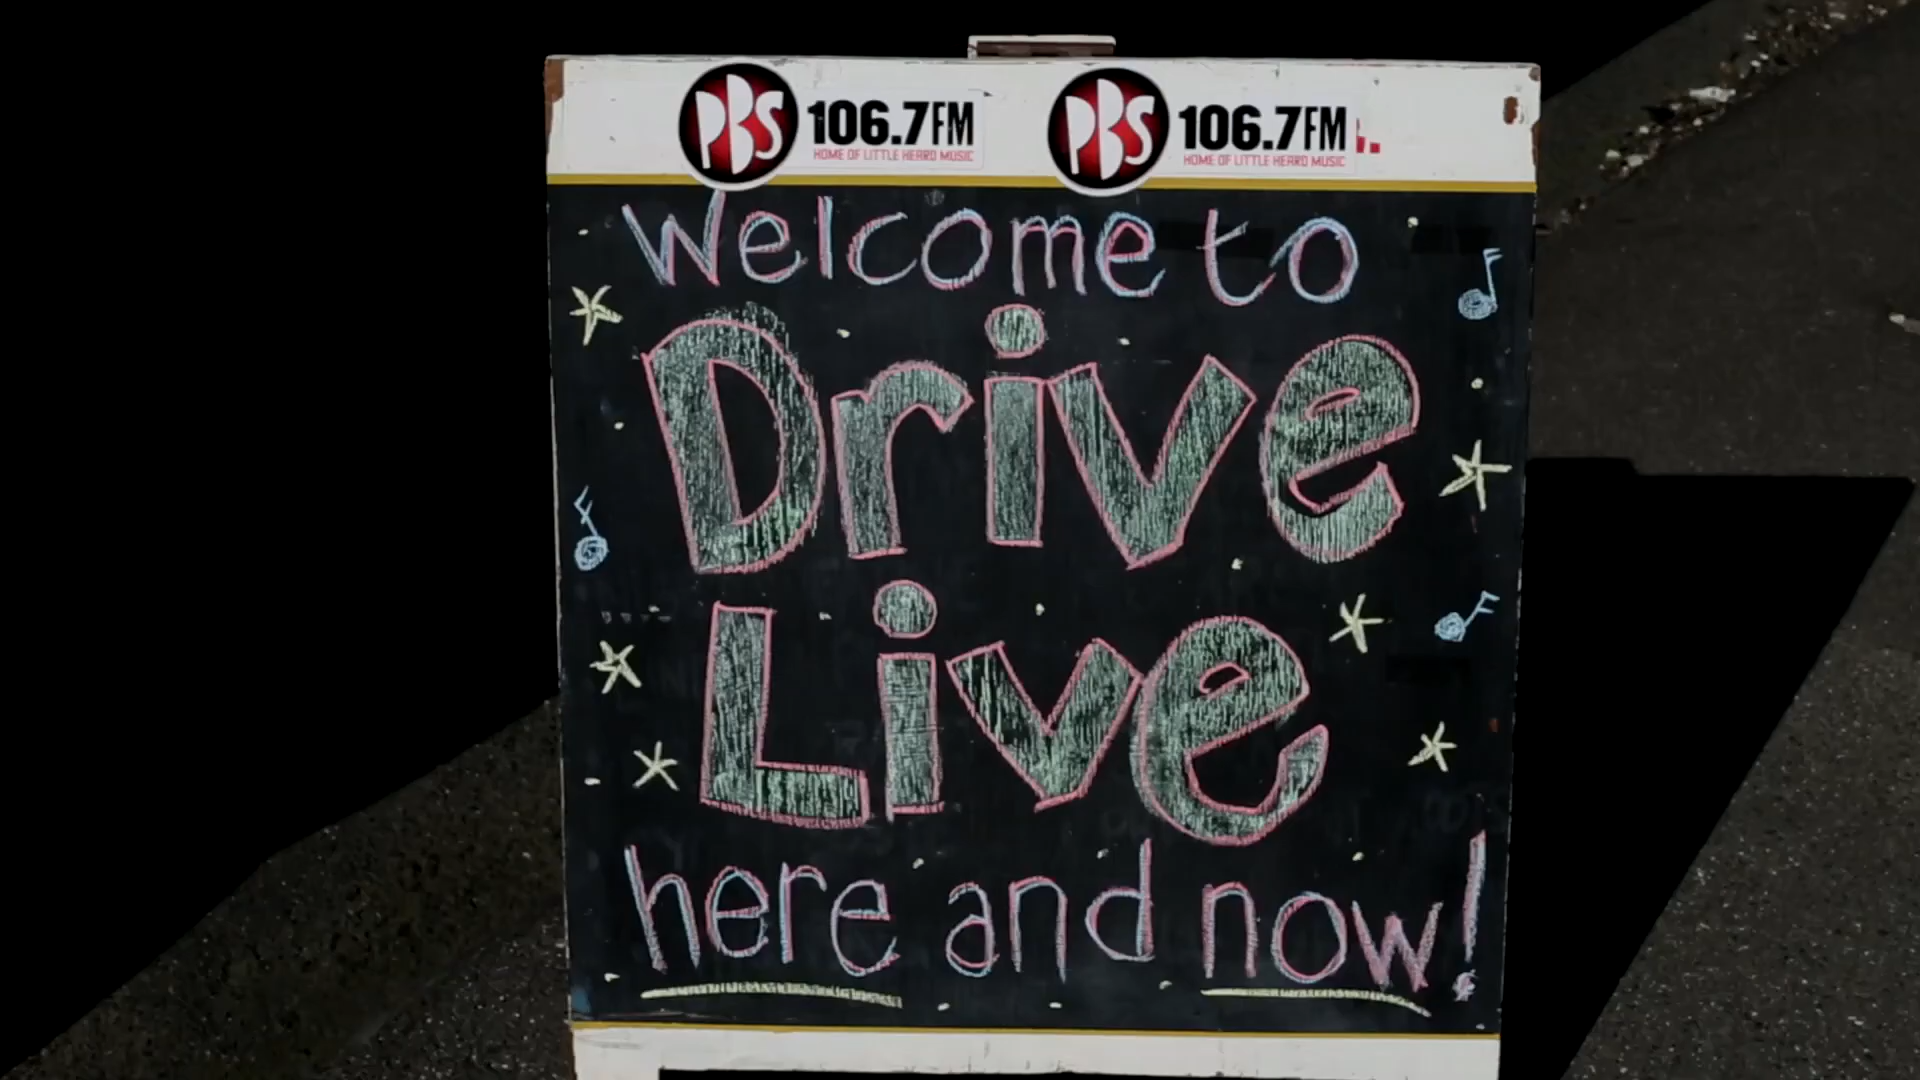 PBS 106.7FM PBS 106.7FM
HOME OF LITTLE HEARD MUSIC HOME OF LITTLE HEARD MUSIC
Welcome to
Drive
Live
here and now!